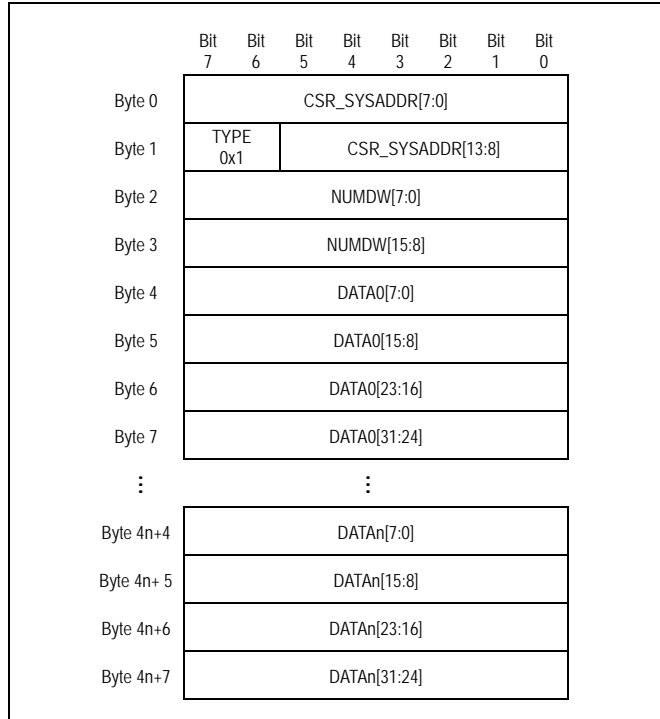 Bit Bit Bit Bit Bit Bit Bit Bit
7 6 5 4 3 2 1 0
Byte 0 CSR_SYSADDR[7:0]
Byte 1 TYPE 0x1 CSR_SYSADDR[13:8]
Byte 2 NUMDW[7:0]
Byte 3 NUMDW[15:8]
Byte 4 DATA0[7:0]
Byte 5 DATA0[15:8]
Byte 6 DATA0[23:16]
Byte 7 DATA0[31:24]
⋮ ⋮
Byte 4n+4 DATAn[7:0]
Byte 4n+ 5 DATAn[15:8]
Byte 4n+6 DATAn[23:16]
Byte 4n+7 DATAn[31:24]